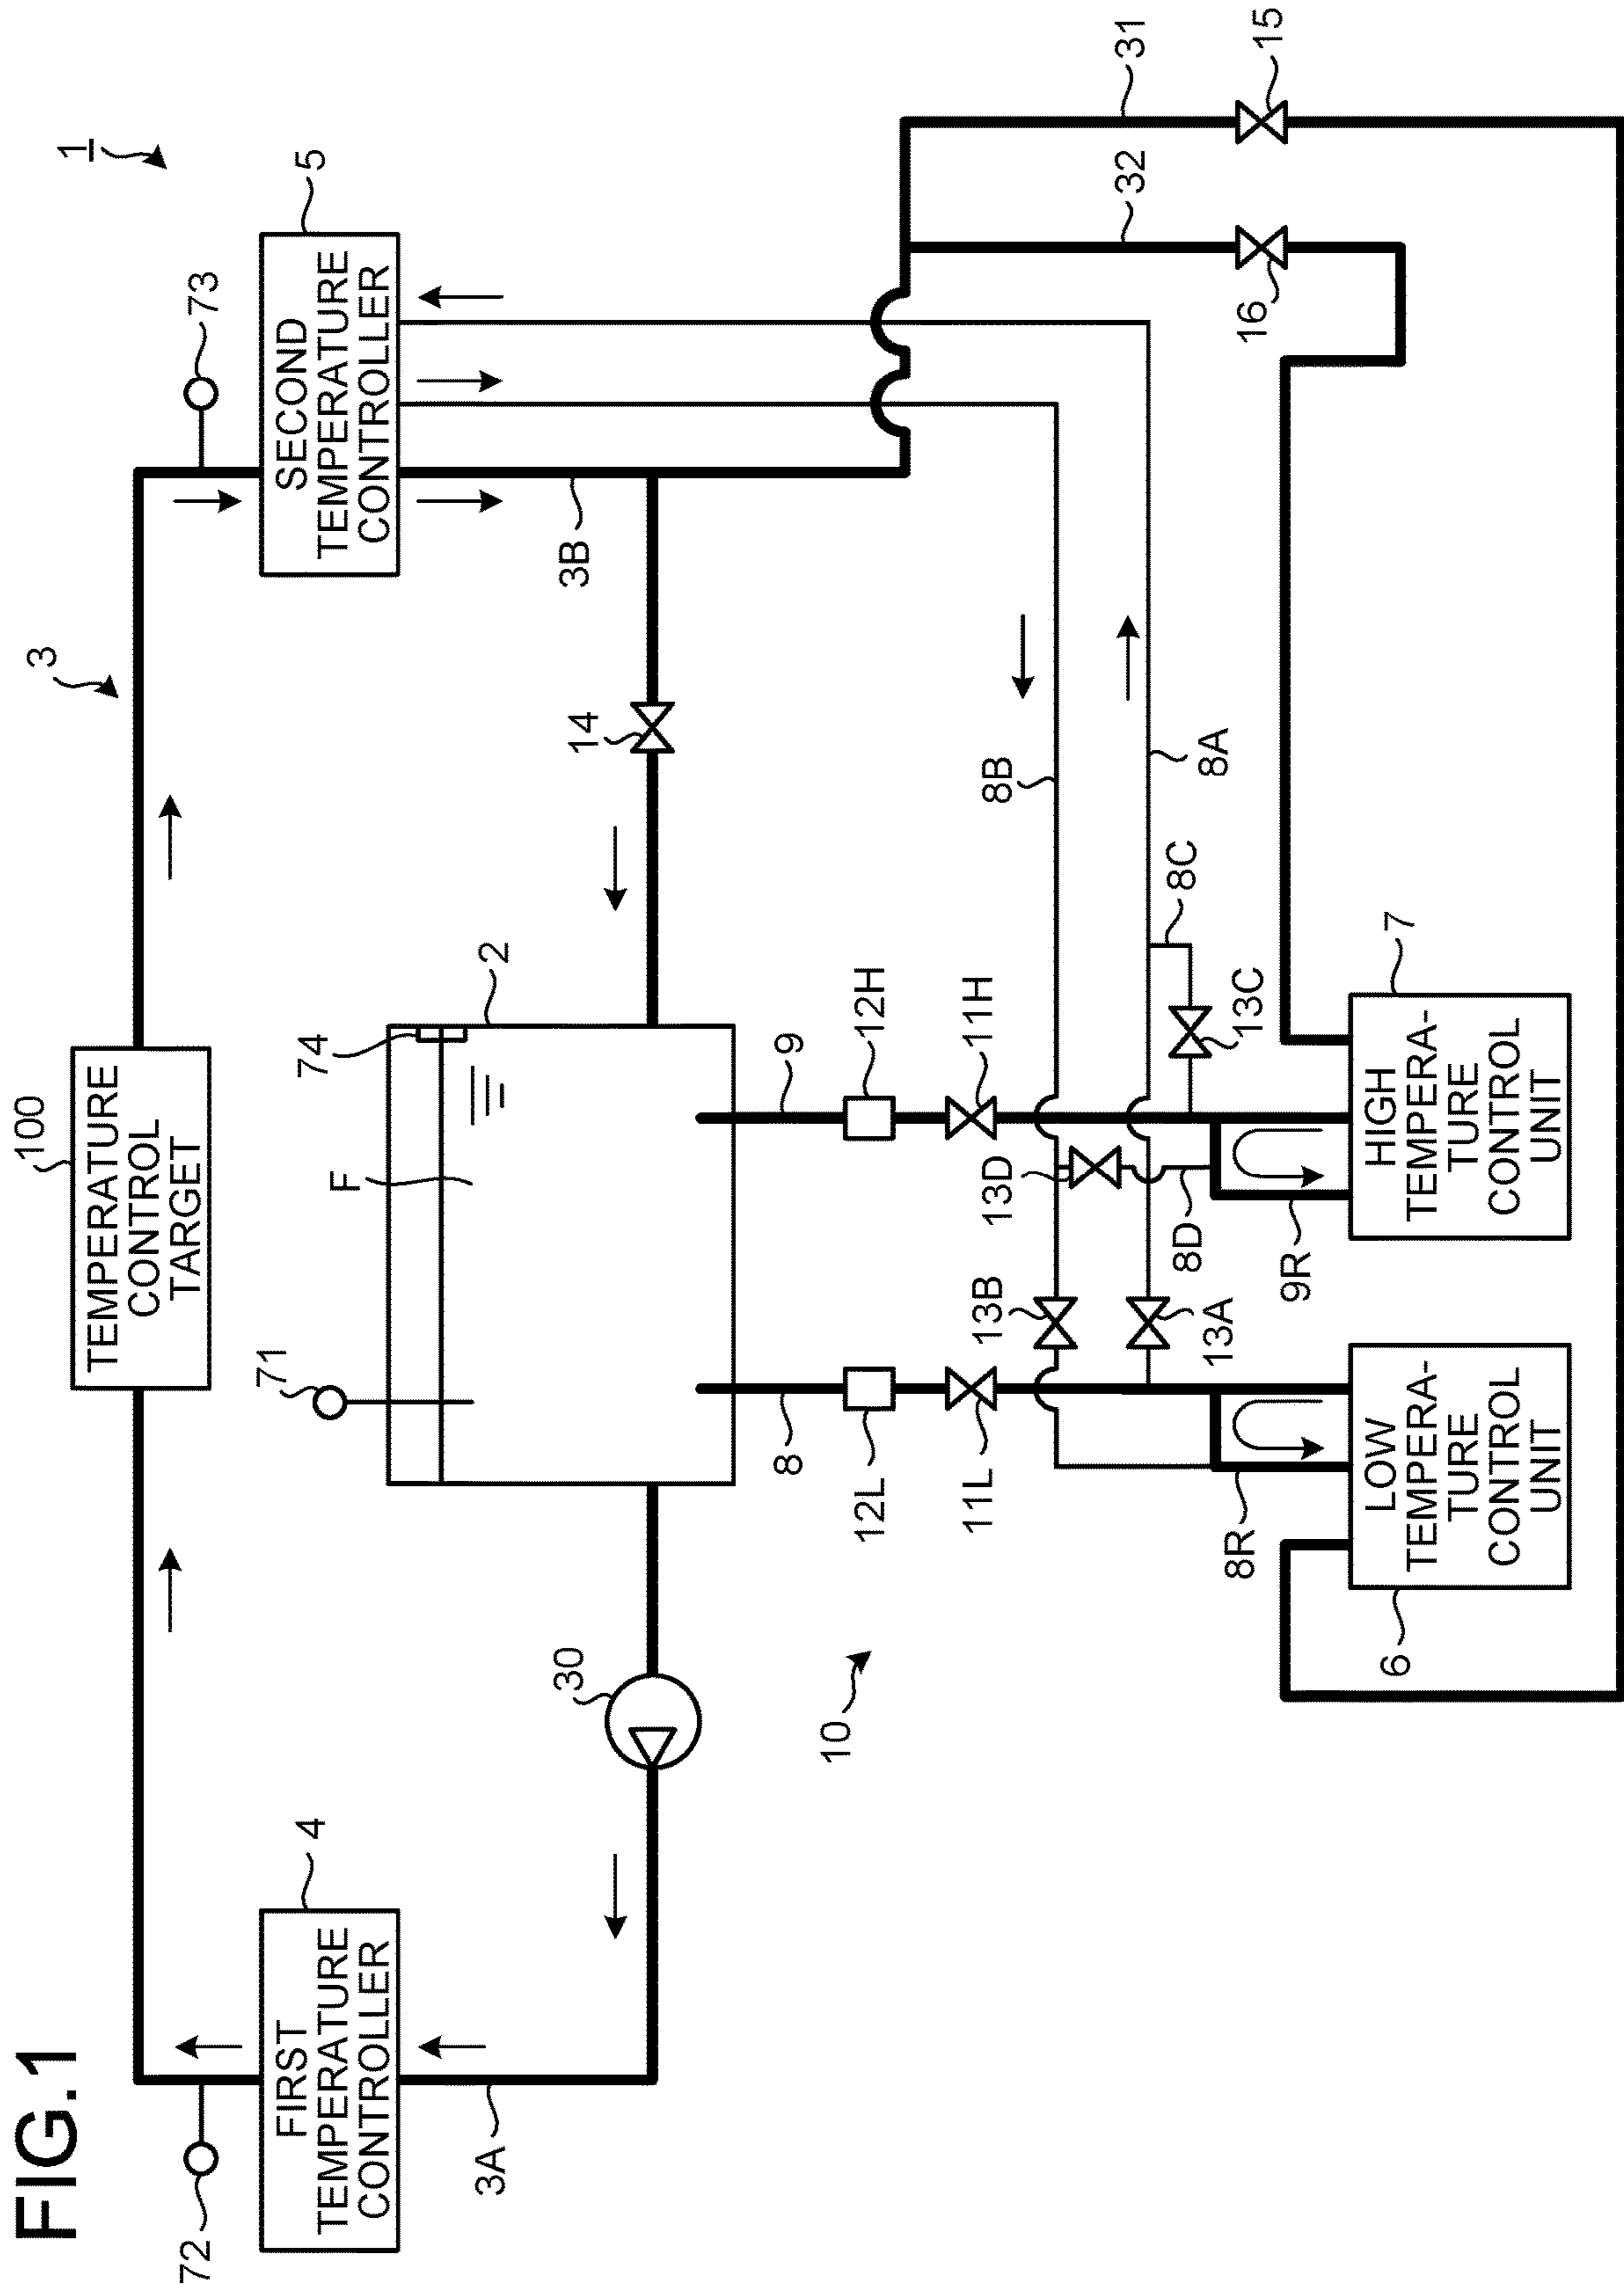 FIG.1
1
3
100
TEMPERATURE
CONTROL
TARGET
72
73
4
FIRST
TEMPERATURE
CONTROLLER
5
SECOND
TEMPERATURE
CONTROLLER
71
74
F
2
3A
3B
30
14
10
8
9
12L
12H
11L
11H
8B
13B
13D
8A
13A
8D
8C
13C
8R
9R
31
32
15
16
6
LOW
TEMPERA-
TURE
CONTROL
UNIT
7
HIGH
TEMPERA-
TURE
CONTROL
UNIT